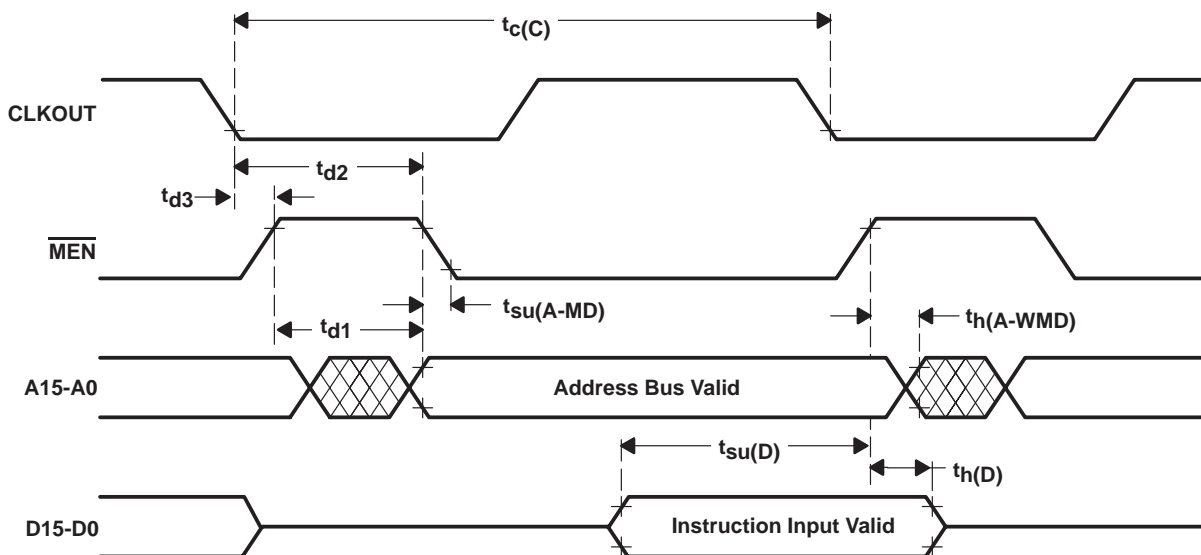 tc(C)
CLKOUT
td2
td3
MEN
tsu(A-MD)
td1
th(A-WMD)
A15-A0
Address Bus Valid
tsu(D)
th(D)
D15-D0
Instruction Input Valid